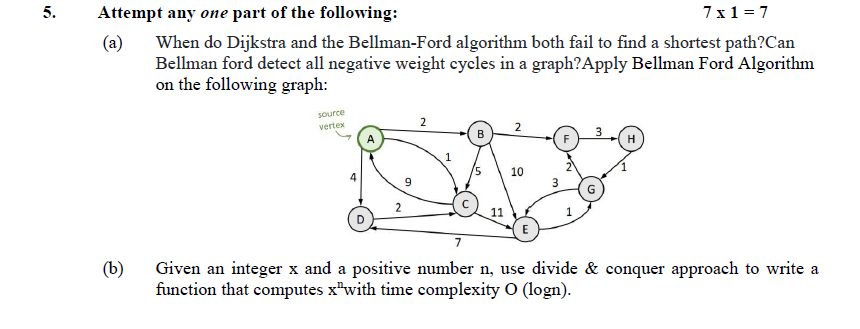 5. Attempt any one part of the following: 7 x 1 = 7
(a) When do Dijkstra and the Bellman-Ford algorithm both fail to find a shortest path?Can
Bellman ford detect all negative weight cycles in a graph?Apply Bellman Ford Algorithm
on the following graph:
source
vertex
2
A
B
2
F
3
H
1
5
10
2
1
4
9
3
G
2
C
11
1
D
E
7
(b) Given an integer x and a positive number n, use divide & conquer approach to write a
function that computes xⁿwith time complexity O (logn).